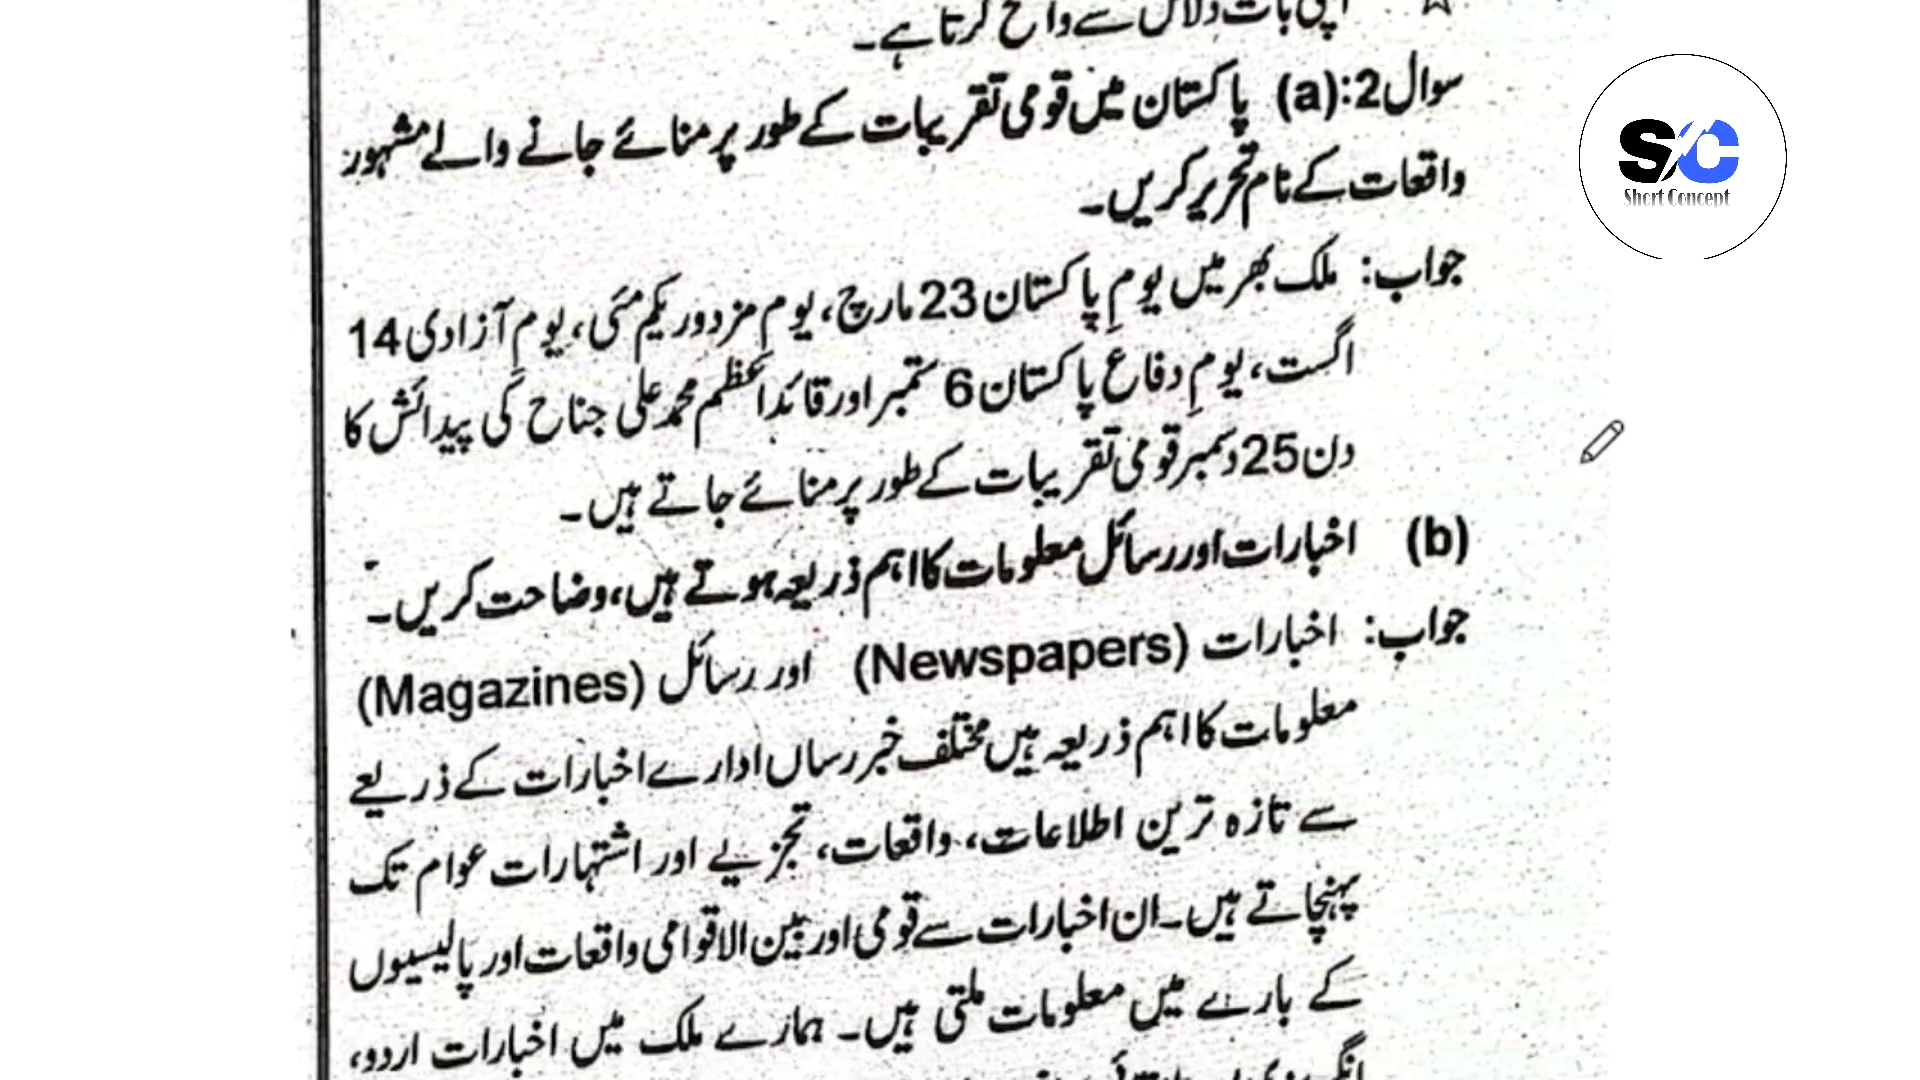 اپنی بات دلائل سے واضح کرتا ہے۔
سوال2:(a) پاکستان میں قومی تقریبات کے طور پر منائے جانے والے مشہور
واقعات کے نام تحریر کریں۔
جواب: ملک بھر میں یومِ پاکستان 23 مارچ، یومِ مزدور یکم مئی، یومِ آزادی 14
اگست، یومِ دفاع پاکستان 6 ستمبر اور قائداعظم محمد علی جناح کی پیدائش کا
دن 25 دسمبر قومی تقریبات کے طور پر منائے جاتے ہیں۔
(b) اخبارات اور رسائل معلومات کا اہم ذریعہ ہوتے ہیں، وضاحت کریں۔
جواب: اخبارات (Newspapers) اور رسائل (Magazines)
معلومات کا اہم ذریعہ ہیں مختلف خبر رساں ادارے اخبارات کے ذریعے
سے تازہ ترین اطلاعات، واقعات، تجزیے اور اشتہارات عوام تک
پہنچاتے ہیں۔ ان اخبارات سے قومی اور بین الاقوامی واقعات اور پالیسیوں
کے بارے میں معلومات ملتی ہیں۔ ہمارے ملک میں اخبارات اردو،
SC
Short Concept